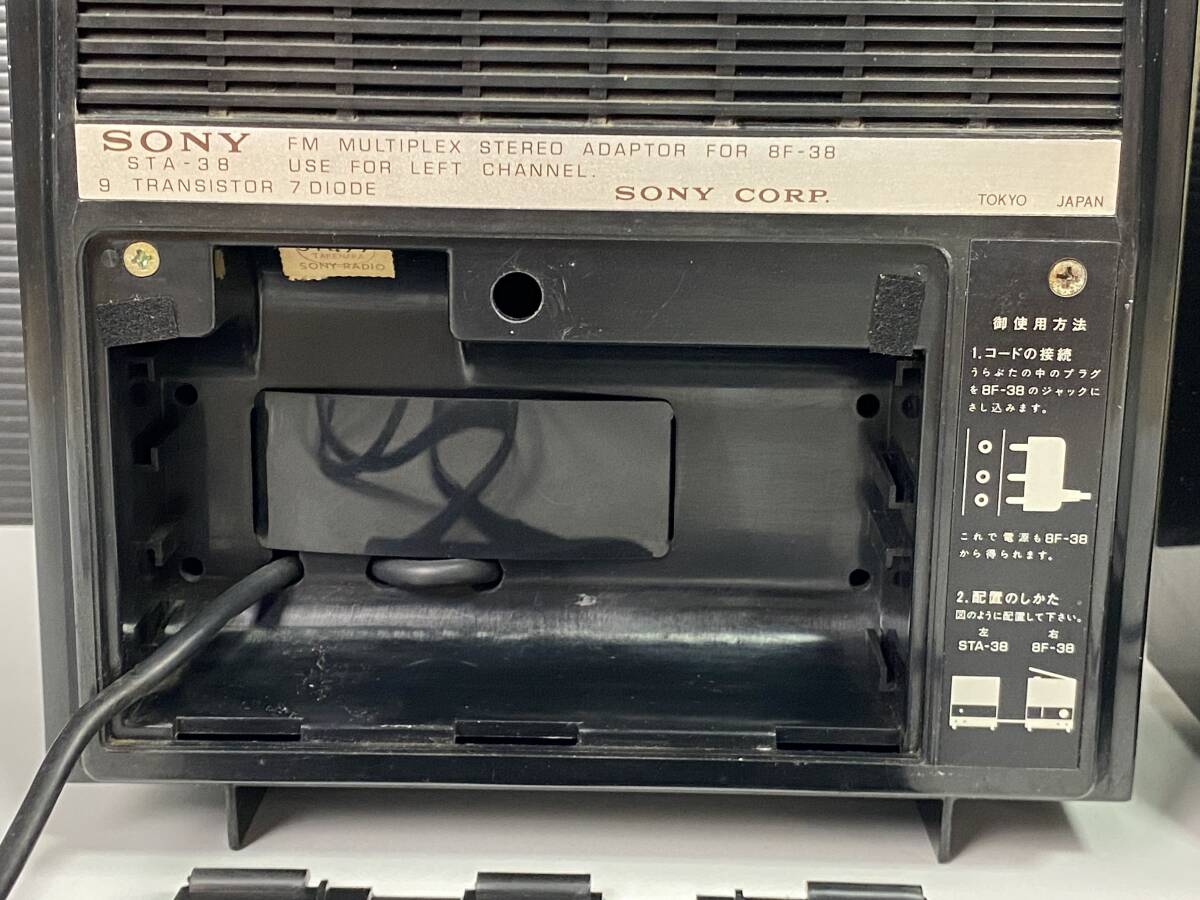 SONY FM MULTIPLEX STEREO ADAPTOR FOR 8F-38
STA-38 USE FOR LEFT CHANNEL.
9 TRANSISTOR 7 DIODE SONY CORP. TOKYO JAPAN
SONY RADIO
御使用方法
1.コードの接続
うらぶたの中のプラグ
を8F-38のジャックに
さし込みます。
これで電源も8F-38
から得られます。
2.配置のしかた
図のように配置して下さい。
左 右
STA-38 8F-38